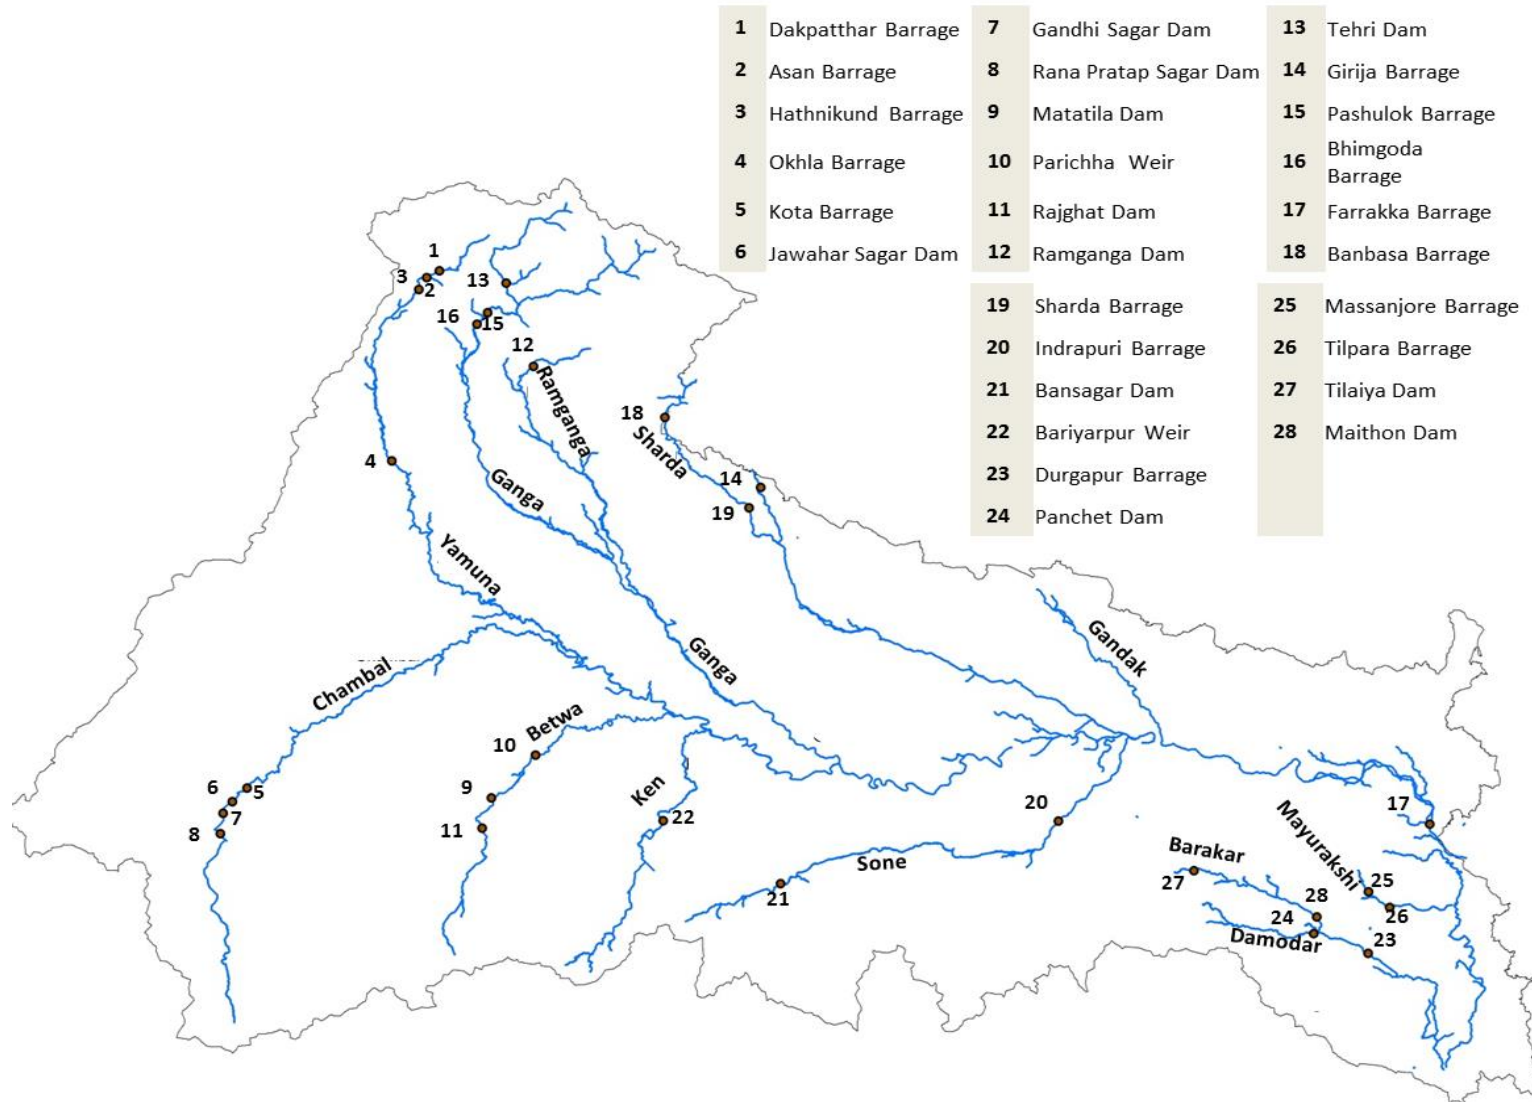 1 Dakpatthar Barrage
2 Asan Barrage
3 Hathnikund Barrage
4 Okhla Barrage
5 Kota Barrage
6 Jawahar Sagar Dam
7 Gandhi Sagar Dam
8 Rana Pratap Sagar Dam
9 Matatila Dam
10 Parichha Weir
11 Rajghat Dam
12 Ramganga Dam
13 Tehri Dam
14 Girija Barrage
15 Pashulok Barrage
16 Bhimgoda
Barrage
17 Farrakka Barrage
18 Banbasa Barrage
19 Sharda Barrage
20 Indrapuri Barrage
21 Bansagar Dam
22 Bariyarpur Weir
23 Durgapur Barrage
24 Panchet Dam
25 Massanjore Barrage
26 Tilpara Barrage
27 Tilaiya Dam
28 Maithon Dam
1
3
2
13
16
15
12
Ramganga
18
Sharda
4
Ganga
14
19
Yamuna
Ganga
Gandak
Chambal
Betwa
10
6
5
7
8
9
11
Ken
22
20
Sone
21
17
Mayurakshi
Barakar
27
25
26
28
24
Damodar
23